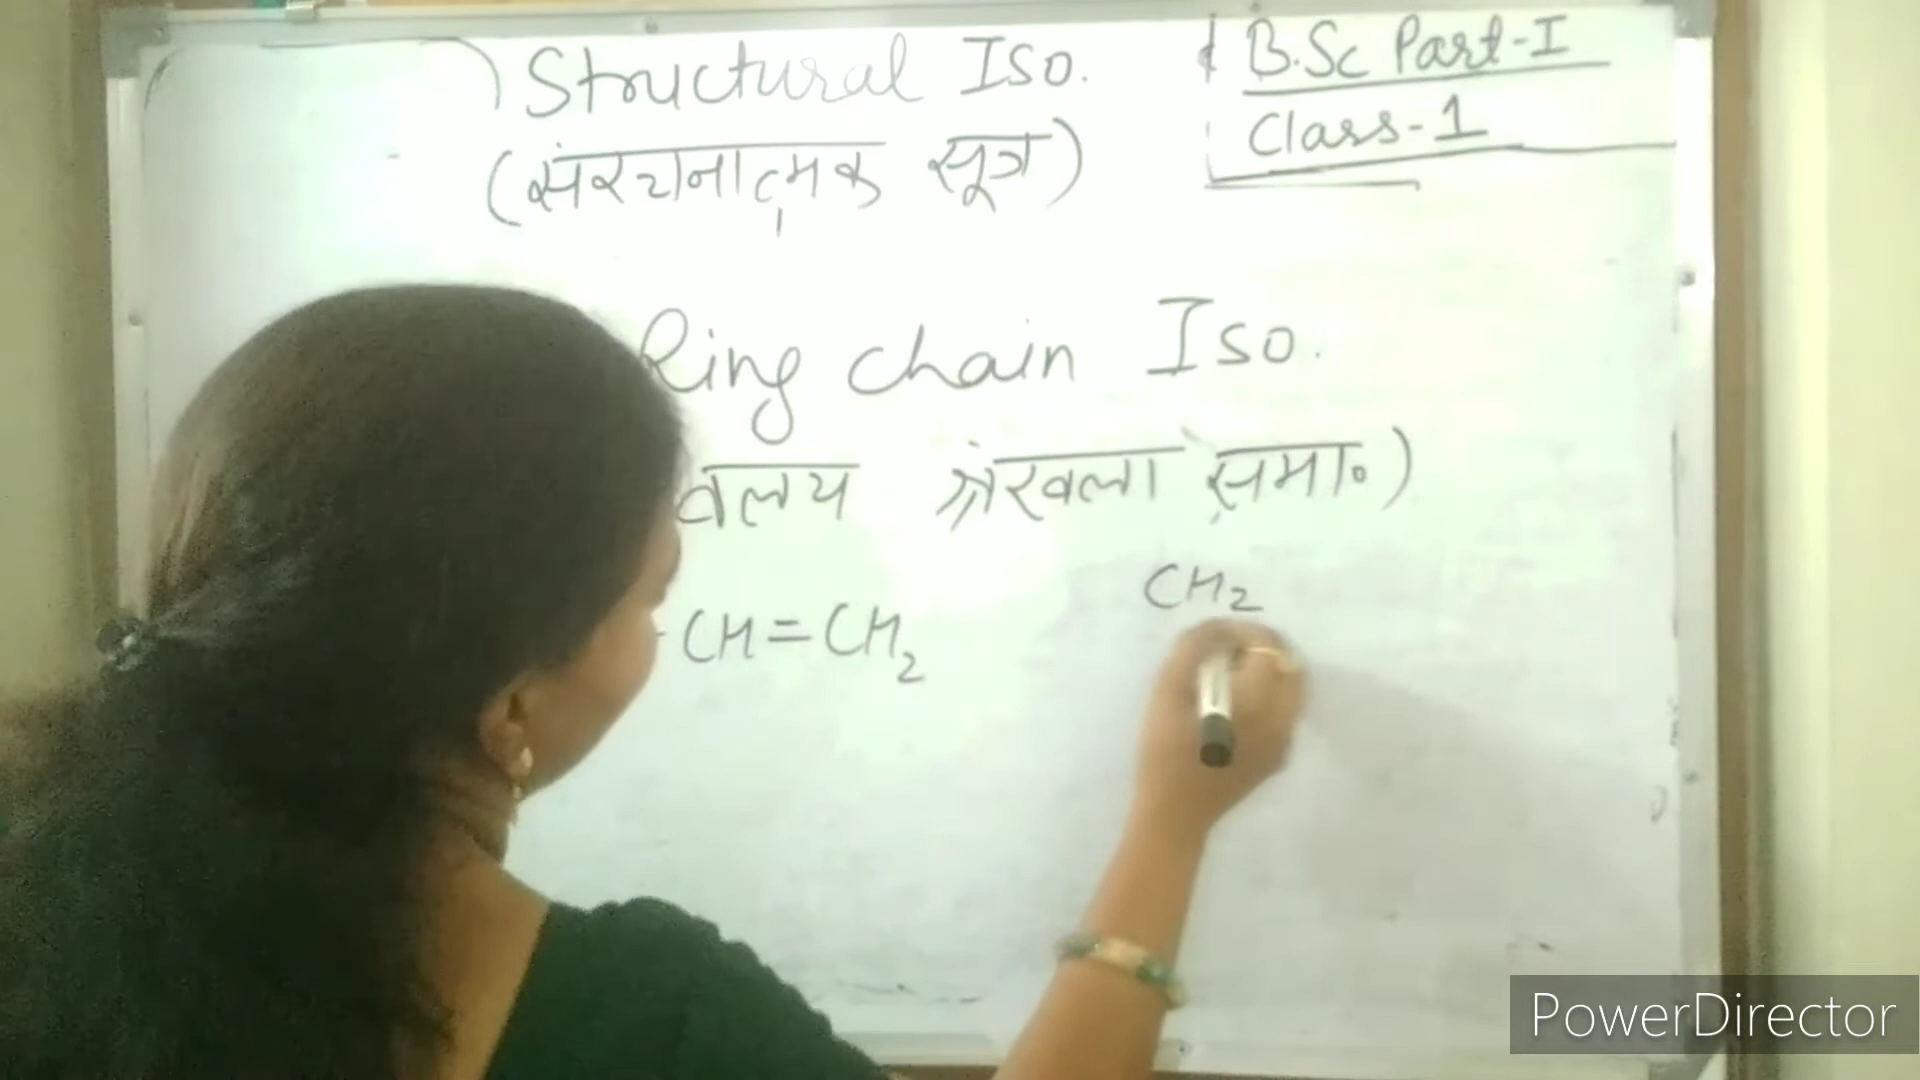 Structural Iso.
(संरचनात्मक सूत्र)
B.Sc Part-I
Class-1
Ring chain Iso.
वलय श्रंखला समा०)
-CH=CH2
CH2
PowerDirector